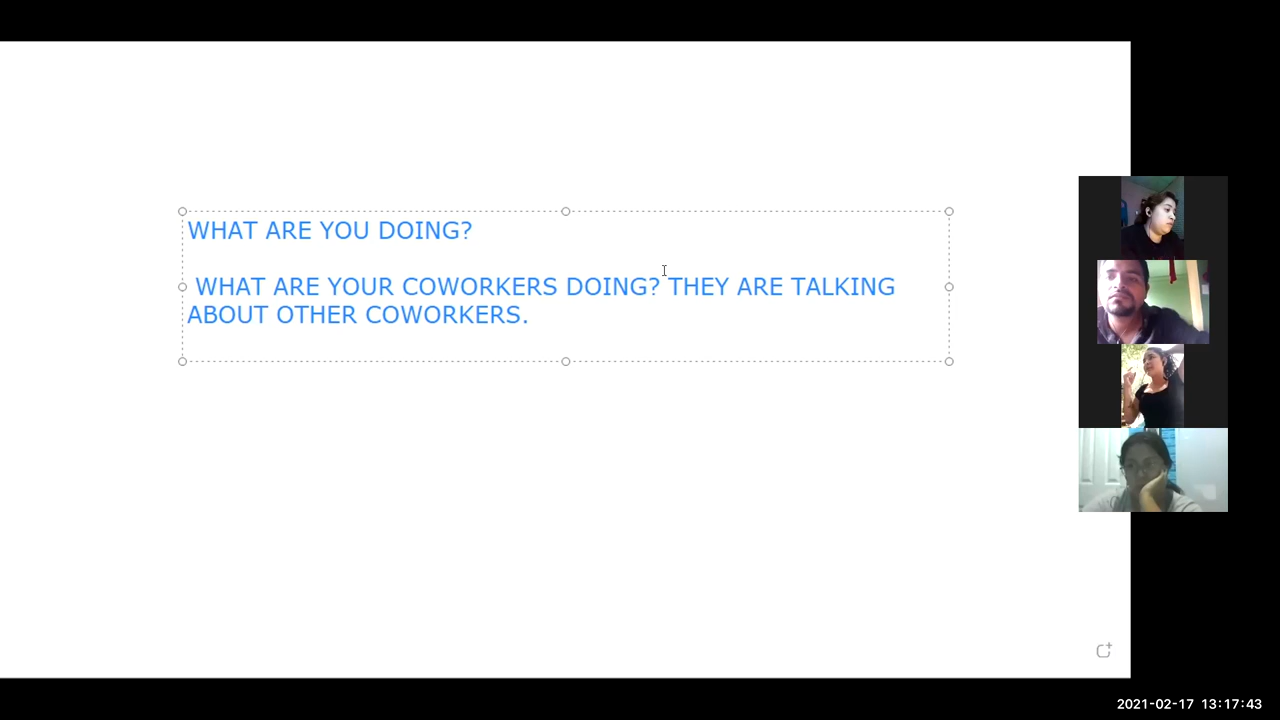 WHAT ARE YOU DOING?
WHAT ARE YOUR COWORKERS DOING? THEY ARE TALKING
ABOUT OTHER COWORKERS.
2021-02-17 13:17:43